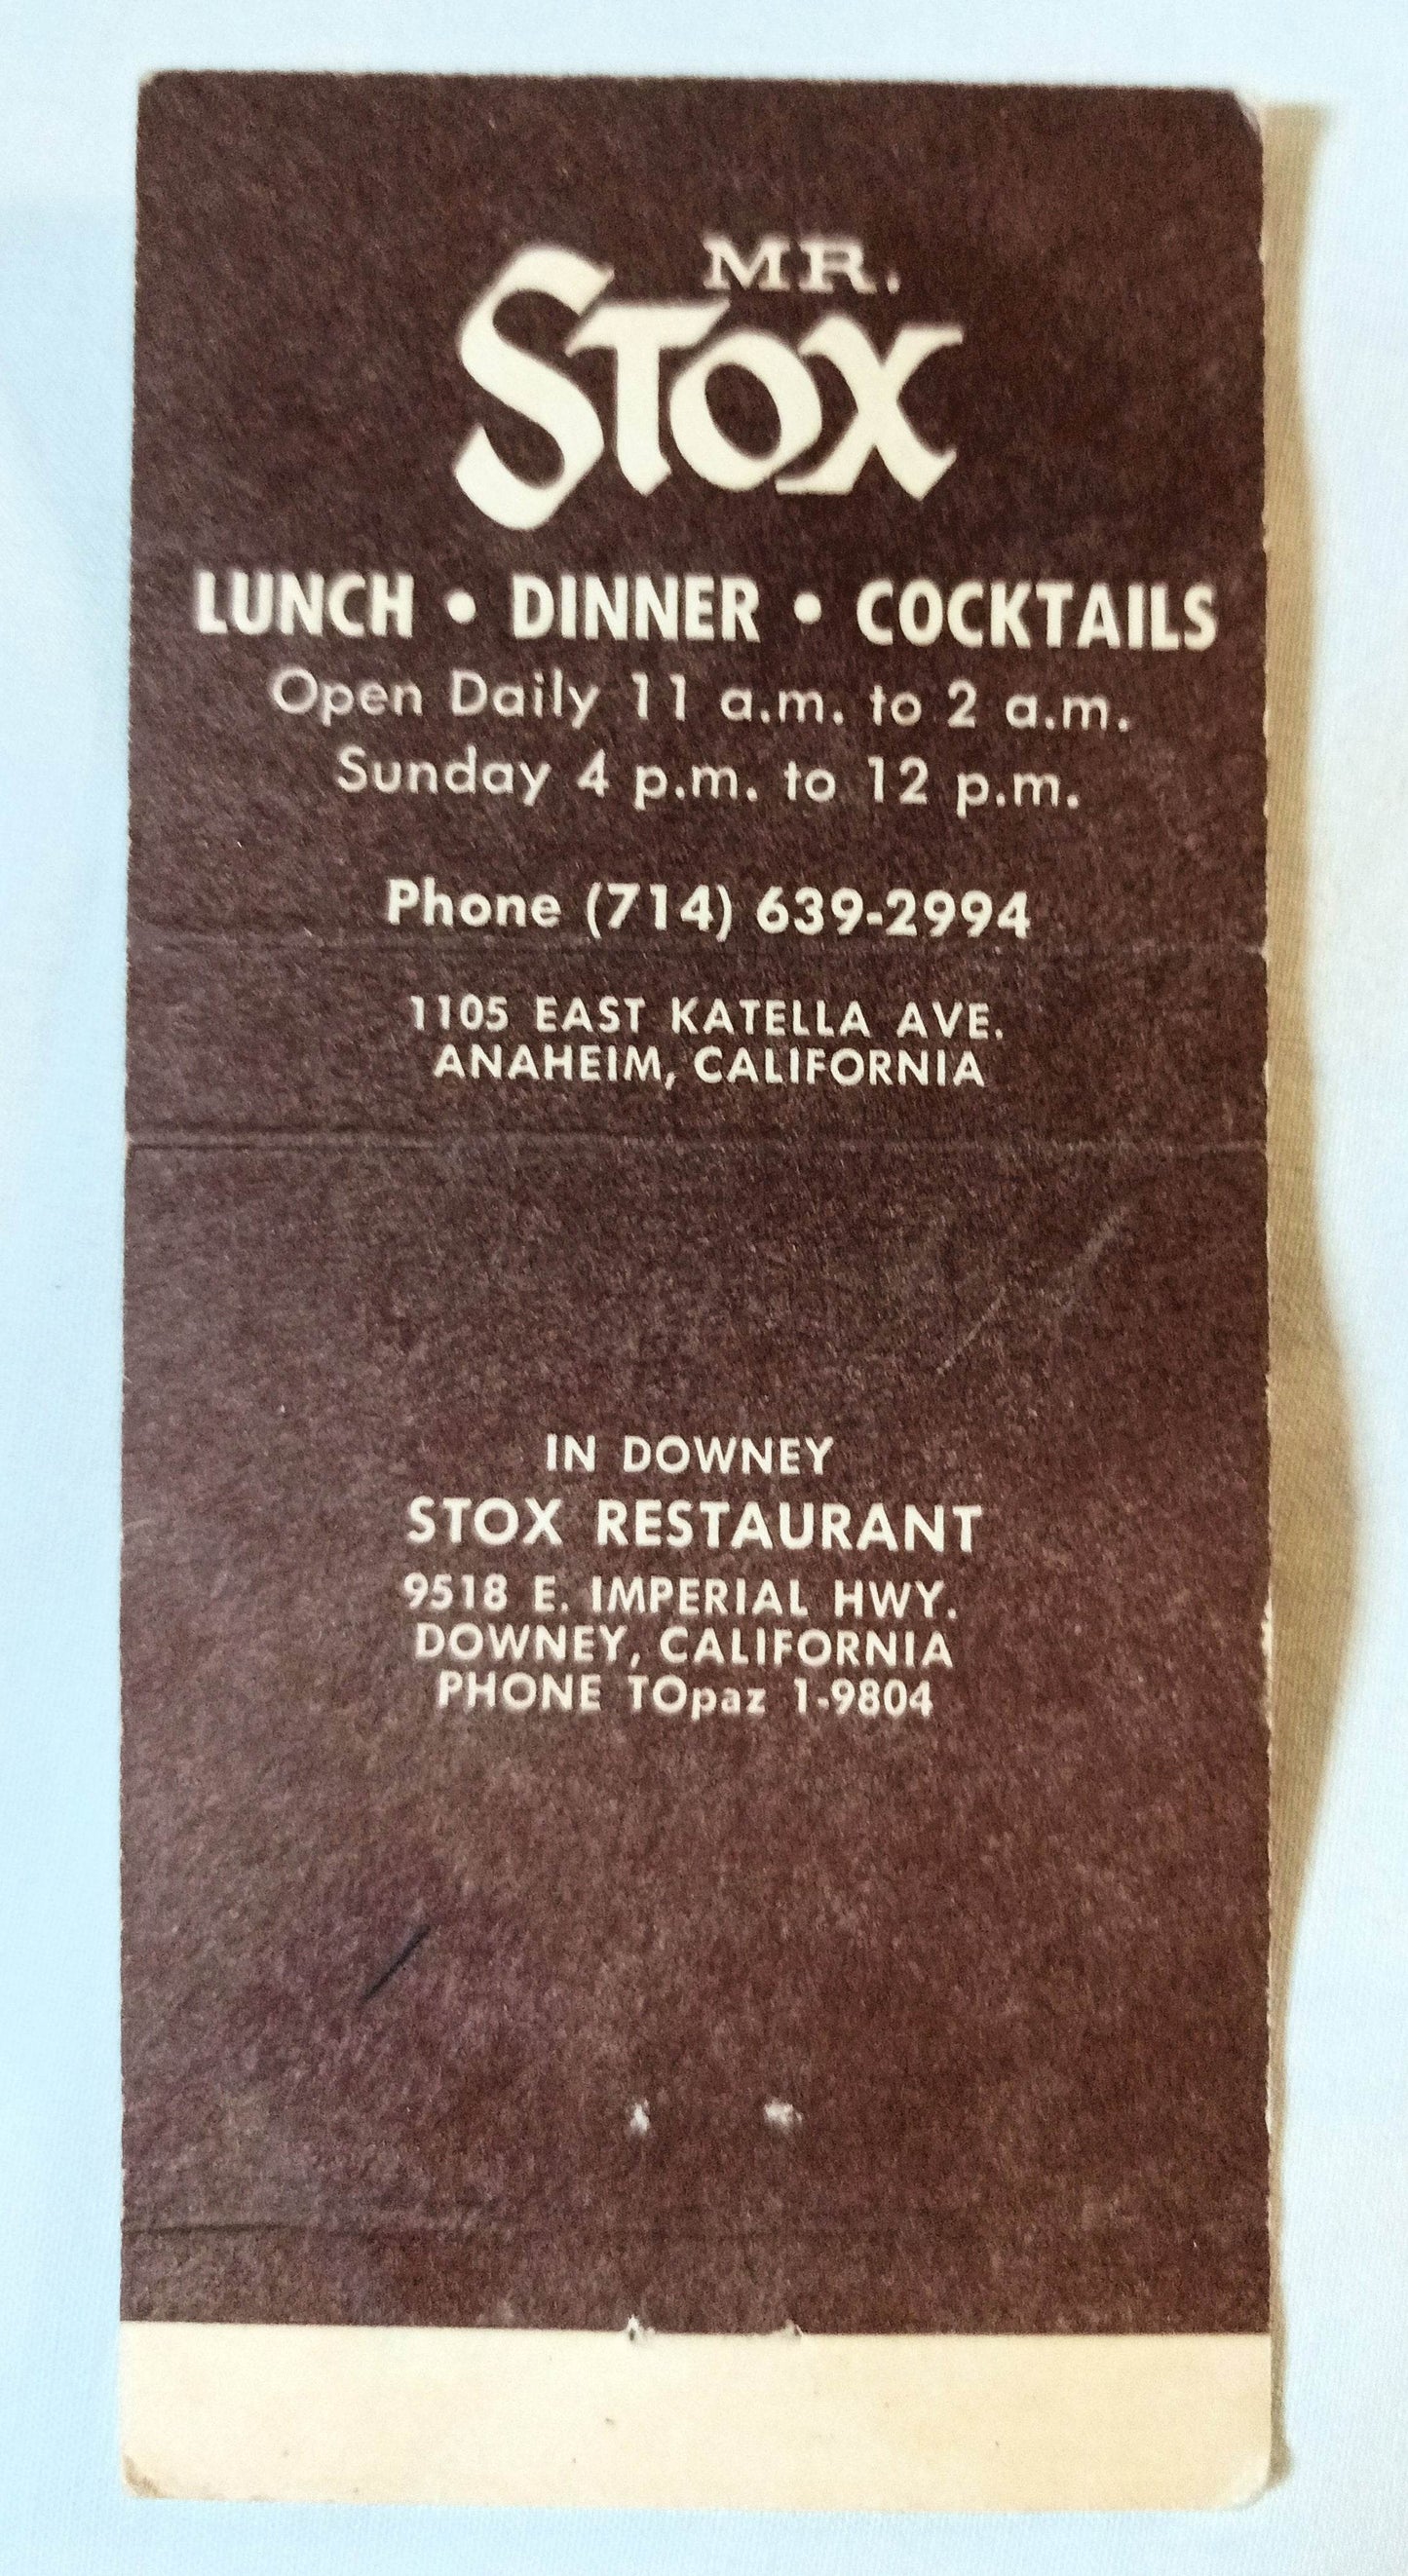 MR.
STOX
LUNCH • DINNER • COCKTAILS
Open Daily 11 a.m. to 2 a.m.
Sunday 4 p.m. to 12 p.m.
Phone (714) 639-2994
1105 EAST KATELLA AVE.
ANAHEIM, CALIFORNIA
IN DOWNEY
STOX RESTAURANT
9518 E. IMPERIAL HWY.
DOWNEY, CALIFORNIA
PHONE TOpaz 1-9804